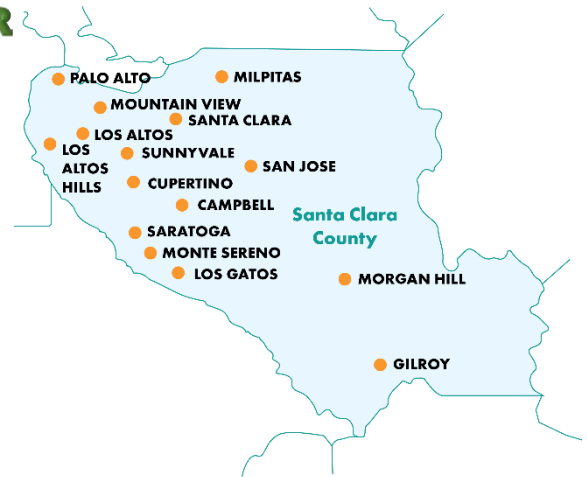 R
PALO ALTO
MILPITAS
MOUNTAIN VIEW
SANTA CLARA
LOS ALTOS
LOS
ALTOS
HILLS
SUNNYVALE
SAN JOSE
CUPERTINO
CAMPBELL
Santa Clara
County
SARATOGA
MONTE SERENO
LOS GATOS
MORGAN HILL
GILROY